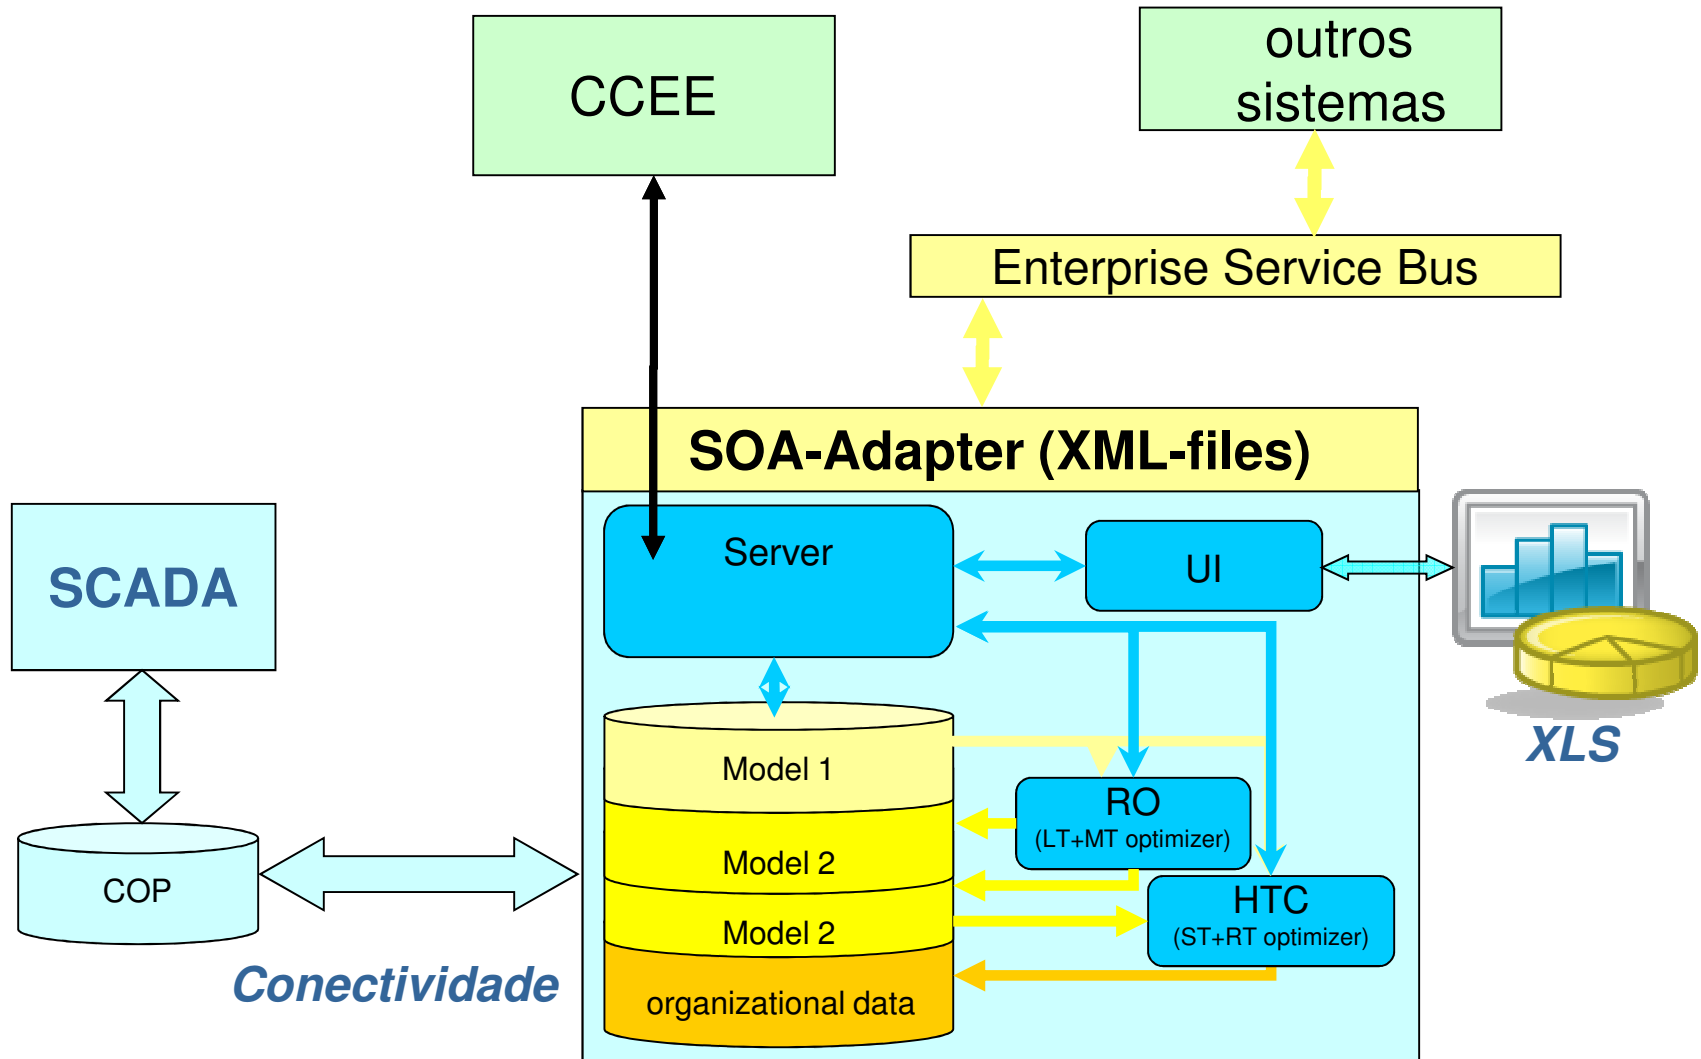 CCEE
outros
sistemas
Enterprise Service Bus
SOA-Adapter (XML-files)
SCADA
Server
UI
XLS
Model 1
RO
(LT+MT optimizer)
Model 2
COP
HTC
(ST+RT optimizer)
Model 2
Conectividade
organizational data